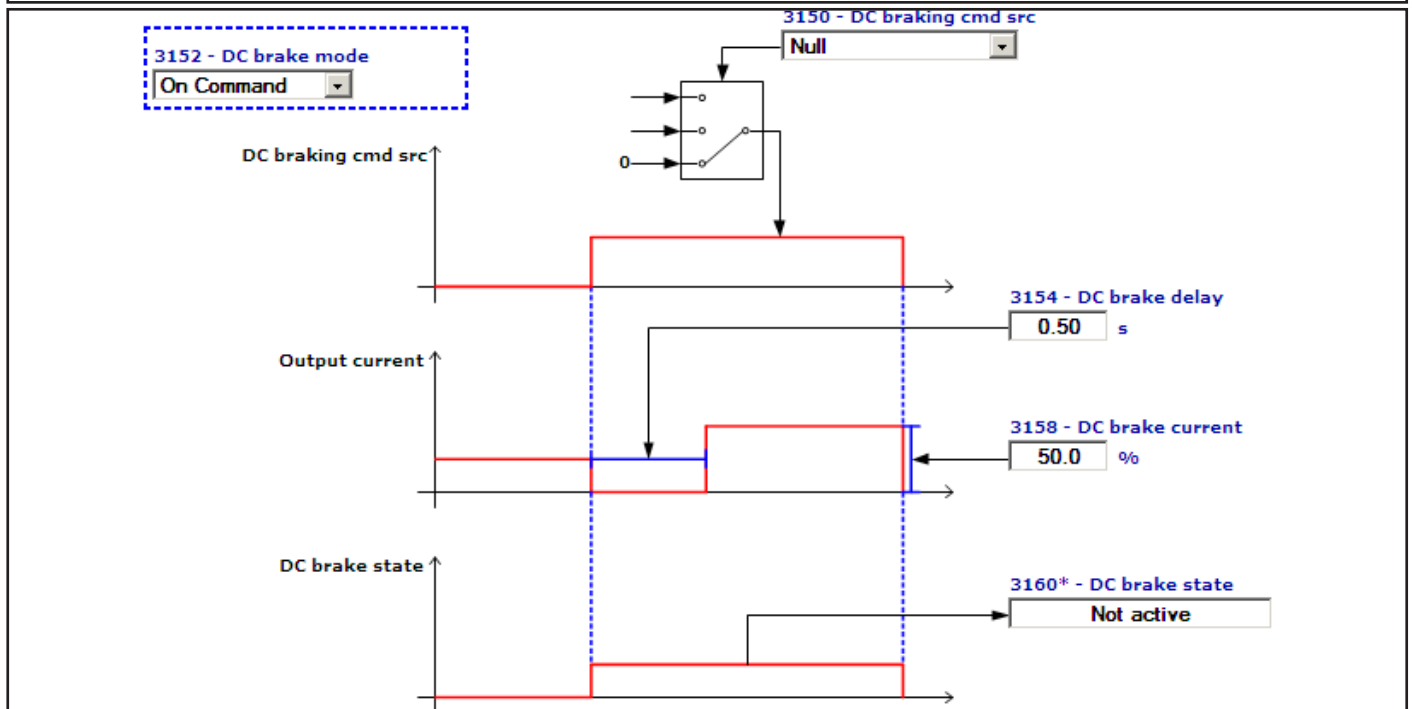 3150 - DC braking cmd src
Null
3152 - DC brake mode
On Command
DC braking cmd src
0
3154 - DC brake delay
0.50 s
Output current
3158 - DC brake current
50.0 %
DC brake state
3160* - DC brake state
Not active